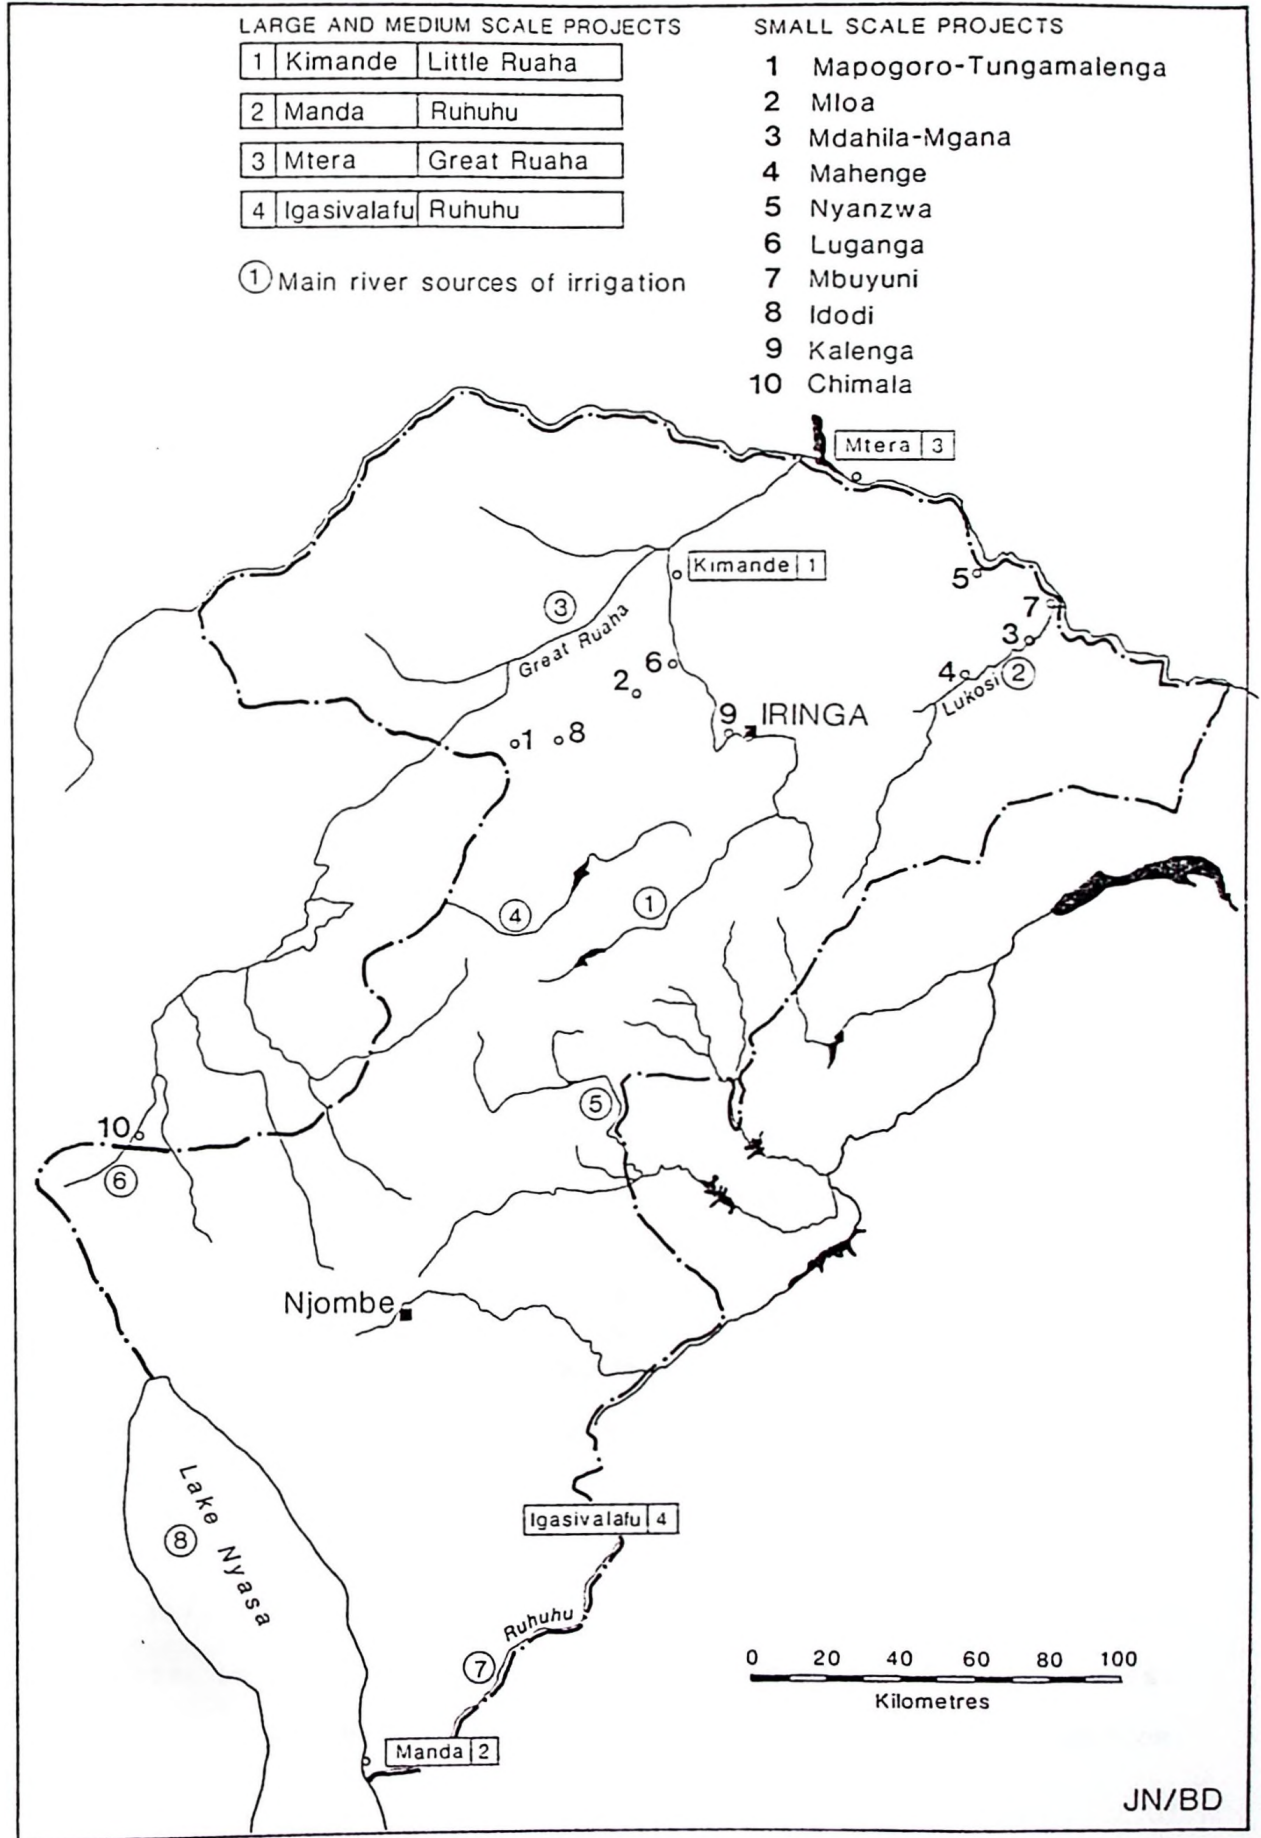 LARGE AND MEDIUM SCALE PROJECTS
1 Kimande Little Ruaha
2 Manda Ruhuhu
3 Mtera Great Ruaha
4 Igasivalafu Ruhuhu
1 Main river sources of irrigation
SMALL SCALE PROJECTS
1 Mapogoro-Tungamalenga
2 Mloa
3 Mdahila-Mgana
4 Mahenge
5 Nyanzwa
6 Luganga
7 Mbuyuni
8 Idodi
9 Kalenga
10 Chimala
Mtera 3
Kimande 1
5
7
3
3
Great Ruaha
6
4
Lukosi 2
2
9 IRINGA
1 8
4
1
5
10
6
Njombe
Lake Nyasa
8
Igasivalafu 4
Ruhuhu
7
0 20 40 60 80 100
Kilometres
Manda 2
JN/BD